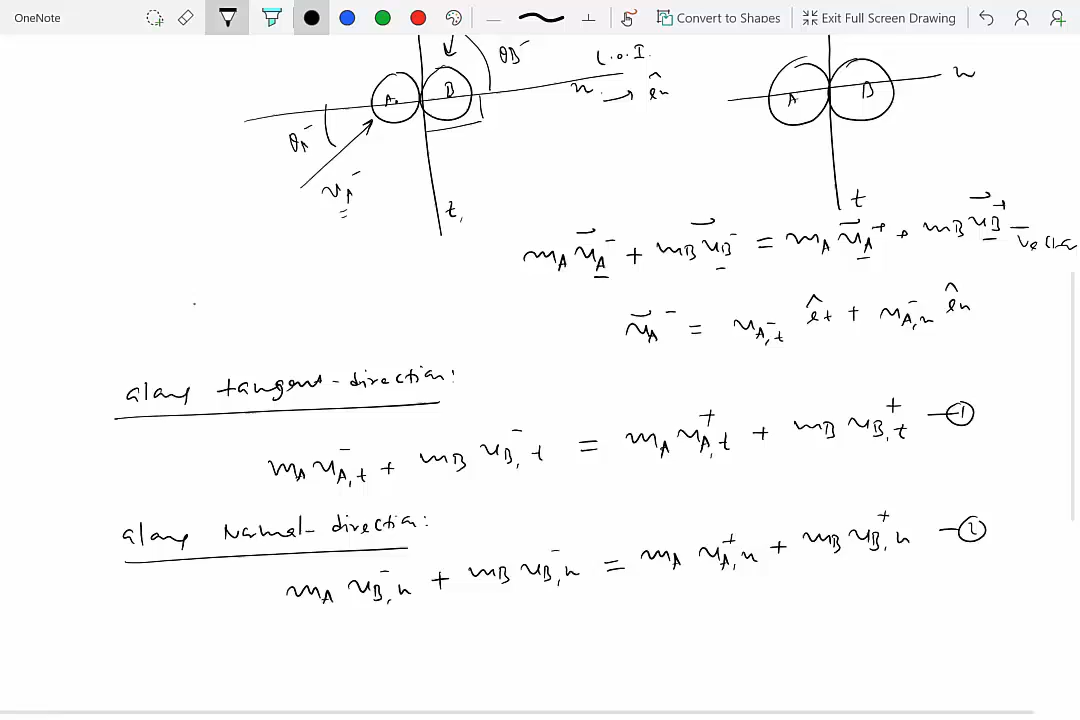 OneNote Convert to Shapes Exit Full Screen Drawing
θB⁻ L.O.I.
A B n → ên A B n
θA⁻
vA⁻
t, t
mA v⃗A⁻ + mB v⃗B⁻ = mA v⃗A⁺ + mB v⃗B⁺
v⃗A⁻ = vA,t⁻ êt + vA,n⁻ ên
along tangent-direction:
mA vA,t⁻ + mB vB,t⁻ = mA vA,t⁺ + mB vB,t⁺ —①
along Normal-direction:
mA vB,n⁻ + mB vB,n⁻ = mA vA,n⁺ + mB vB,n⁺ —②